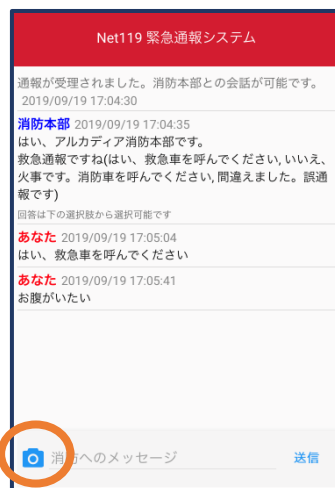 Net119 緊急通報システム
通報が受理されました。消防本部との会話が可能です。
2019/09/19 17:04:30
消防本部 2019/09/19 17:04:35
はい、アルカディア消防本部です。
救急通報ですね(はい、救急車を呼んでください, いいえ、
火事です。消防車を呼んでください, 間違えました。誤通
報です)
回答は下の選択肢から選択可能です
あなた 2019/09/19 17:05:04
はい、救急車を呼んでください
あなた 2019/09/19 17:05:41
お腹がいたい
消防へのメッセージ 送信